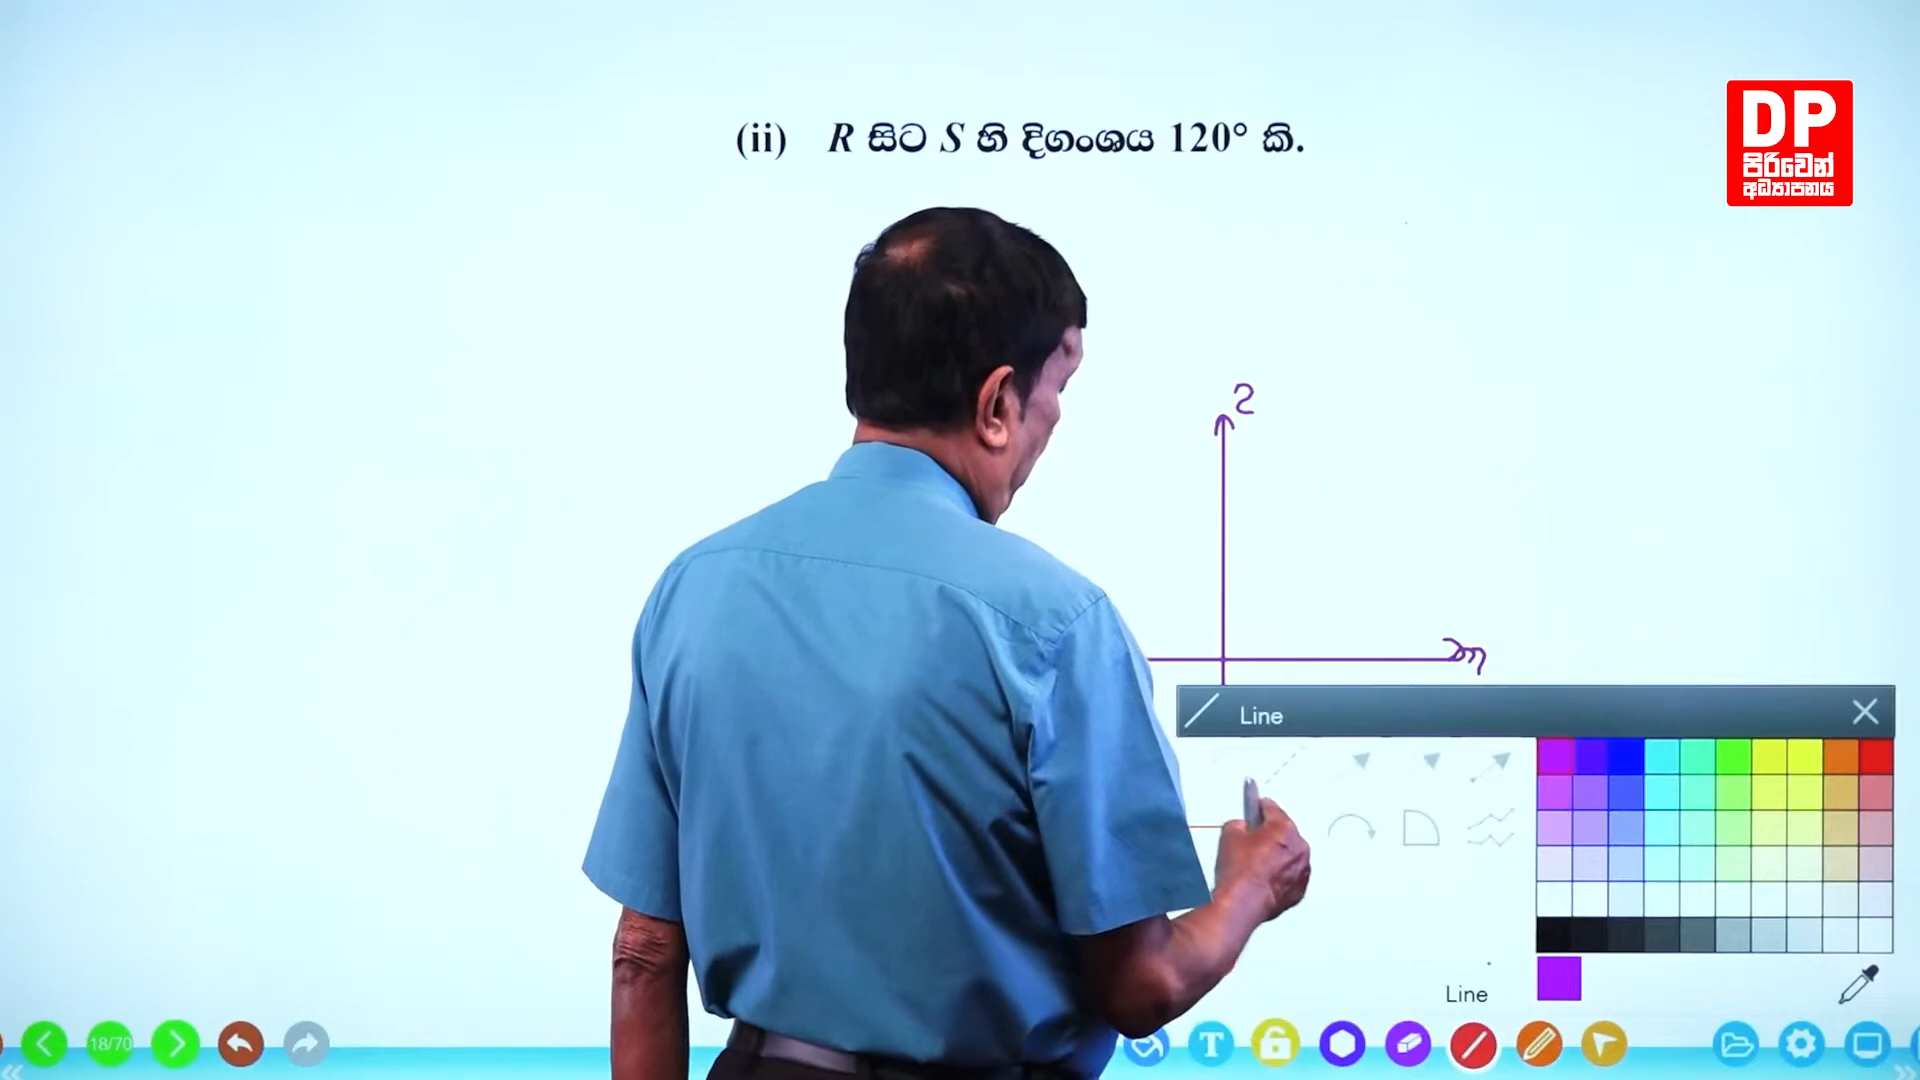 (ii) R සිට S හි දිගංශය 120° කි.
DP
පිරිවෙන්
අධ්‍යාපනය
උ
Line
Line
18/70
T